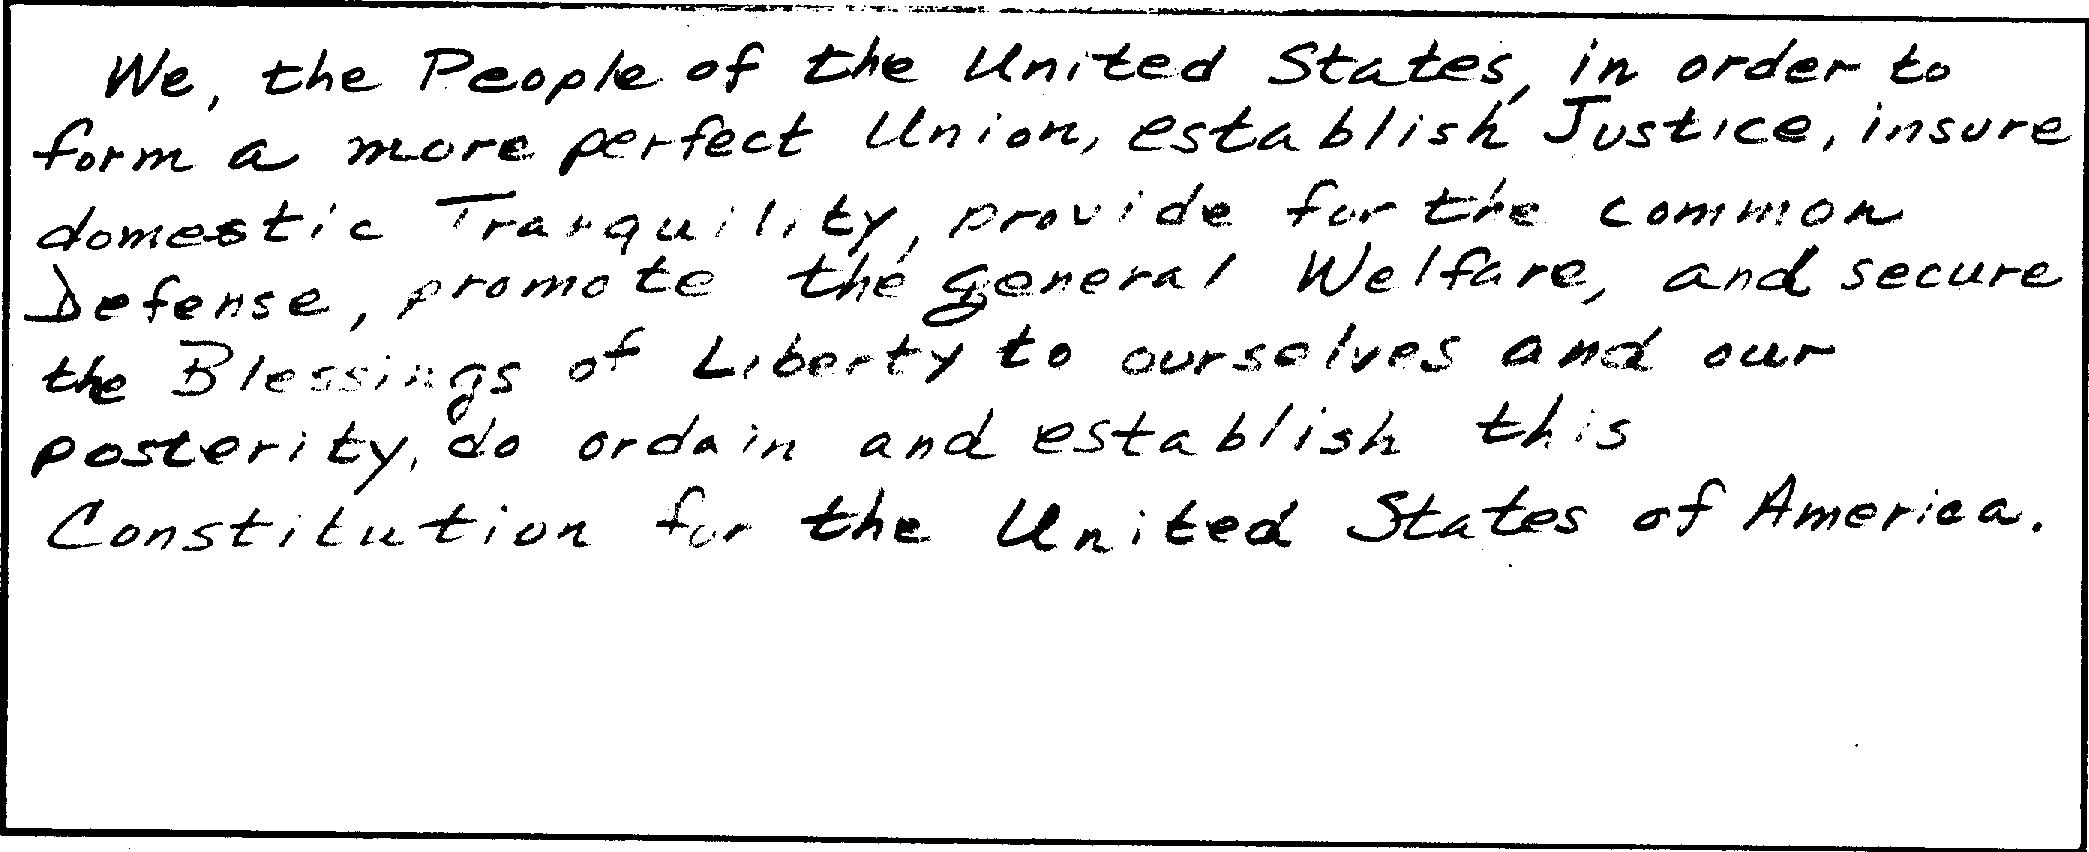 We, the People of the United States, in order to
form a more perfect Union, establish Justice, insure
domestic Tranquility, provide for the common
Defense, promote the general Welfare, and secure
the Blessings of Liberty to ourselves and our
posterity, do ordain and establish this
Constitution for the United States of America.